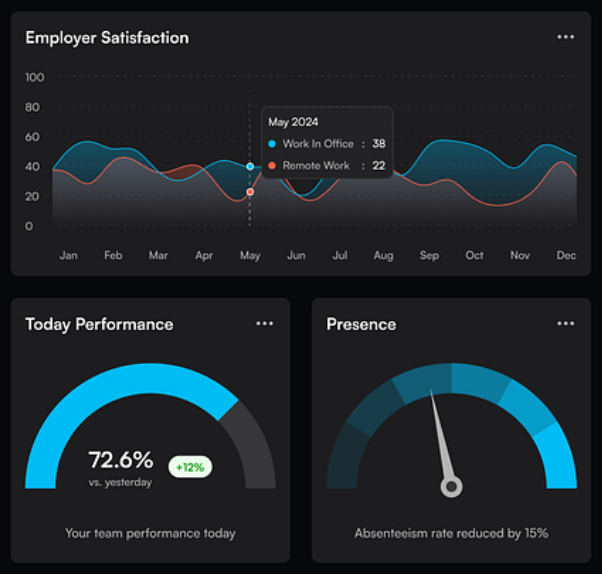 Employer Satisfaction
100
80
60
40
20
0
May 2024
Work In Office : 38
Remote Work : 22
Jan Feb Mar Apr May Jun Jul Aug Sep Oct Nov Dec
Today Performance
72.6%
+12%
vs. yesterday
Your team performance today
Presence
Absenteeism rate reduced by 15%